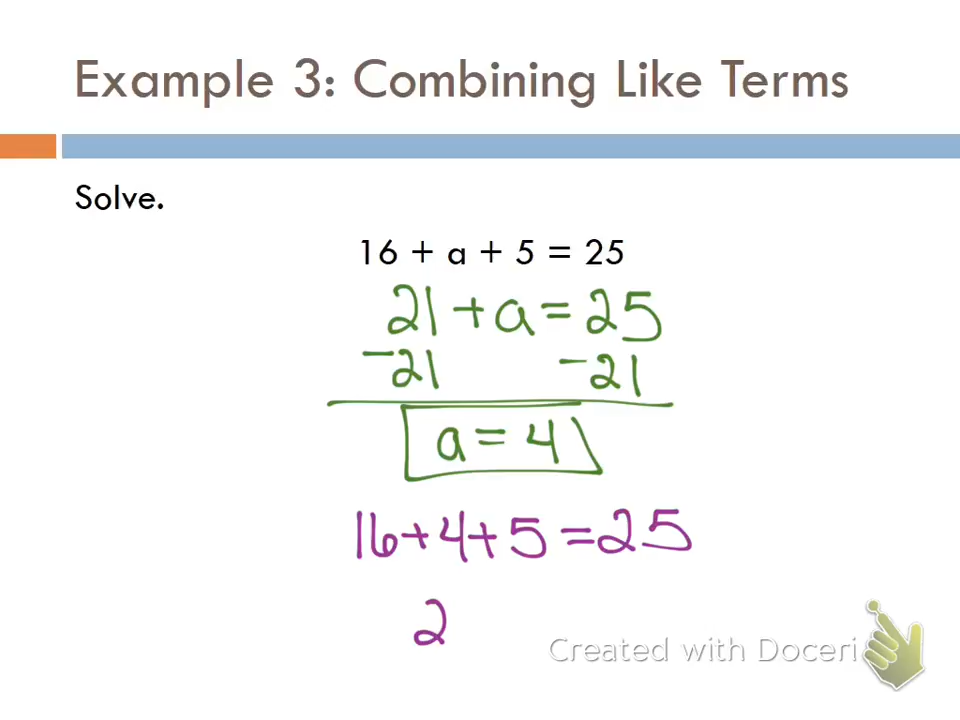 Example 3: Combining Like Terms
Solve.
16 + a + 5 = 25
21 + a = 25
-21 -21
a = 4
16+4+5 = 25
2
Created with Doceri